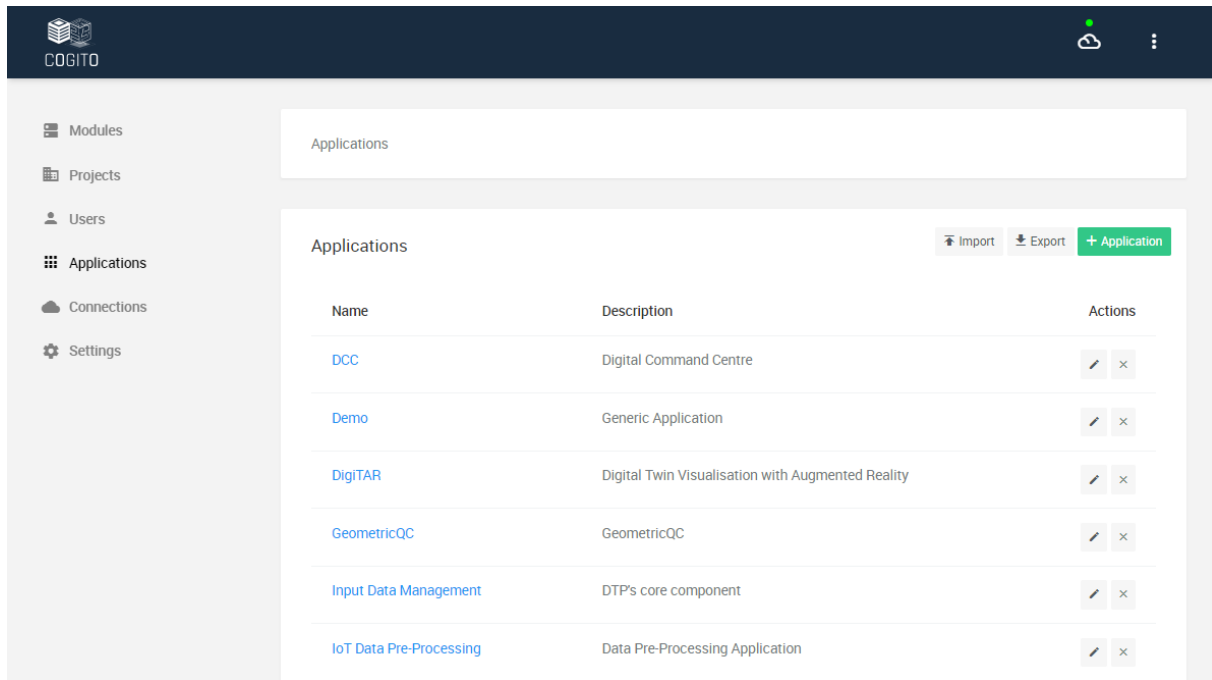 COGITO
Modules
Projects
Users
Applications
Connections
Settings
Applications
Applications
Import Export + Application
Name Description Actions
DCC Digital Command Centre
Demo Generic Application
DigiTAR Digital Twin Visualisation with Augmented Reality
GeometricQC GeometricQC
Input Data Management DTP's core component
IoT Data Pre-Processing Data Pre-Processing Application